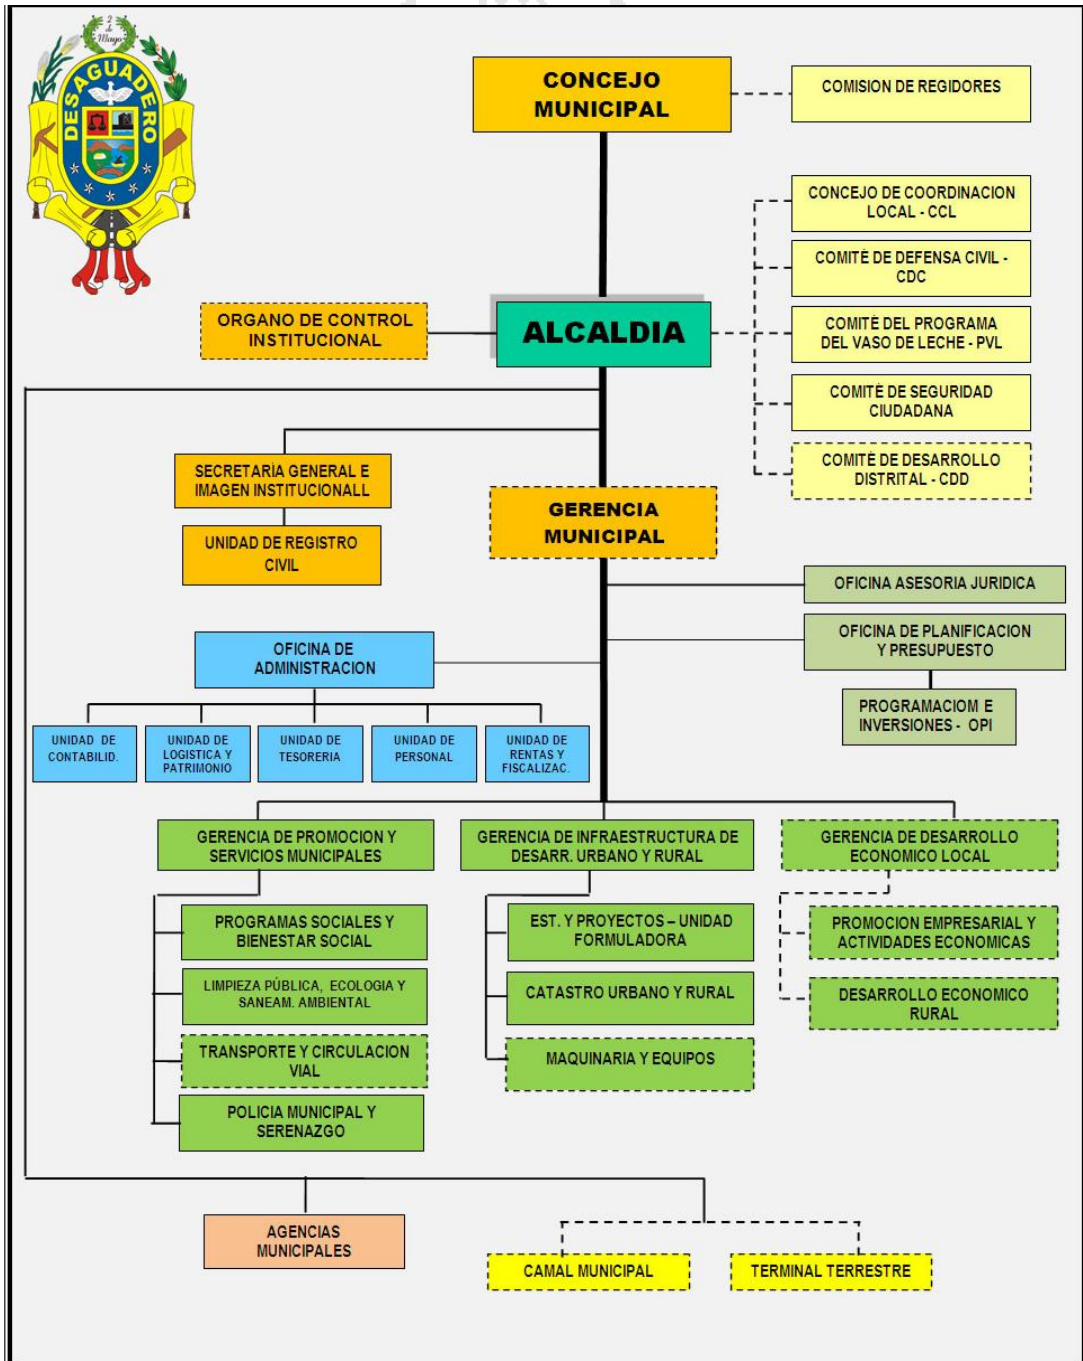 2
de
Mayo
DESAGUADERO
CONCEJO
MUNICIPAL
COMISION DE REGIDORES
CONCEJO DE COORDINACION
LOCAL - CCL
COMITÉ DE DEFENSA CIVIL -
CDC
COMITÉ DEL PROGRAMA
DEL VASO DE LECHE - PVL
COMITÉ DE SEGURIDAD
CIUDADANA
COMITÉ DE DESARROLLO
DISTRITAL - CDD
ORGANO DE CONTROL
INSTITUCIONAL
ALCALDIA
SECRETARÍA GENERAL E
IMAGEN INSTITUCIONALL
UNIDAD DE REGISTRO
CIVIL
GERENCIA
MUNICIPAL
OFICINA ASESORIA JURIDICA
OFICINA DE PLANIFICACION
Y PRESUPUESTO
PROGRAMACIOM E
INVERSIONES - OPI
OFICINA DE
ADMINISTRACION
UNIDAD DE
CONTABILID.
UNIDAD DE
LOGISTICA Y
PATRIMONIO
UNIDAD DE
TESORERIA
UNIDAD DE
PERSONAL
UNIDAD DE
RENTAS Y
FISCALIZAC.
GERENCIA DE PROMOCION Y
SERVICIOS MUNICIPALES
PROGRAMAS SOCIALES Y
BIENESTAR SOCIAL
LIMPIEZA PÚBLICA, ECOLOGIA Y
SANEAM. AMBIENTAL
TRANSPORTE Y CIRCULACION
VIAL
POLICIA MUNICIPAL Y
SERENAZGO
GERENCIA DE INFRAESTRUCTURA DE
DESARR. URBANO Y RURAL
EST. Y PROYECTOS – UNIDAD
FORMULADORA
CATASTRO URBANO Y RURAL
MAQUINARIA Y EQUIPOS
GERENCIA DE DESARROLLO
ECONOMICO LOCAL
PROMOCION EMPRESARIAL Y
ACTIVIDADES ECONOMICAS
DESARROLLO ECONOMICO
RURAL
AGENCIAS
MUNICIPALES
CAMAL MUNICIPAL
TERMINAL TERRESTRE